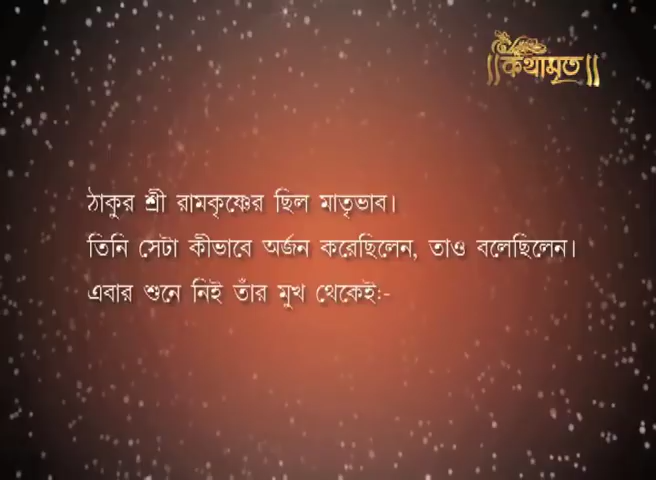 ||কথামৃত||
ঠাকুর শ্রী রামকৃষ্ণের ছিল মাতৃভাব।
তিনি সেটা কীভাবে অর্জন করেছিলেন, তাও বলেছিলেন।
এবার শুনে নিই তাঁর মুখ থেকেই:-